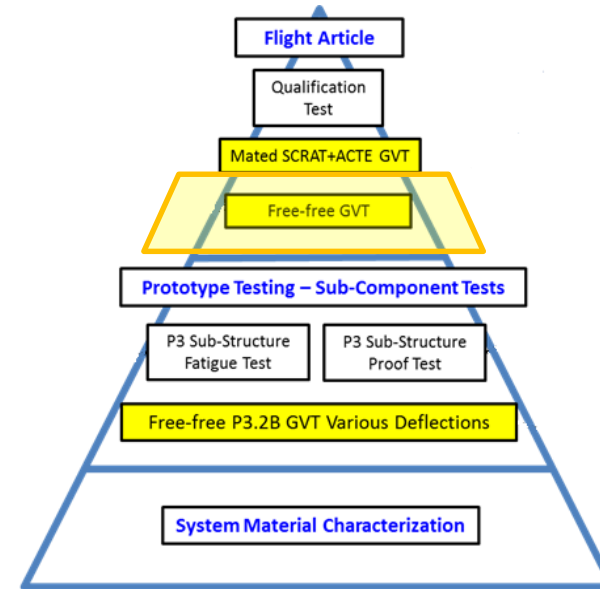 Flight Article
Qualification
Test
Mated SCRAT+ACTE GVT
Free-free GVT
Prototype Testing – Sub-Component Tests
P3 Sub-Structure
Fatigue Test
P3 Sub-Structure
Proof Test
Free-free P3.2B GVT Various Deflections
System Material Characterization